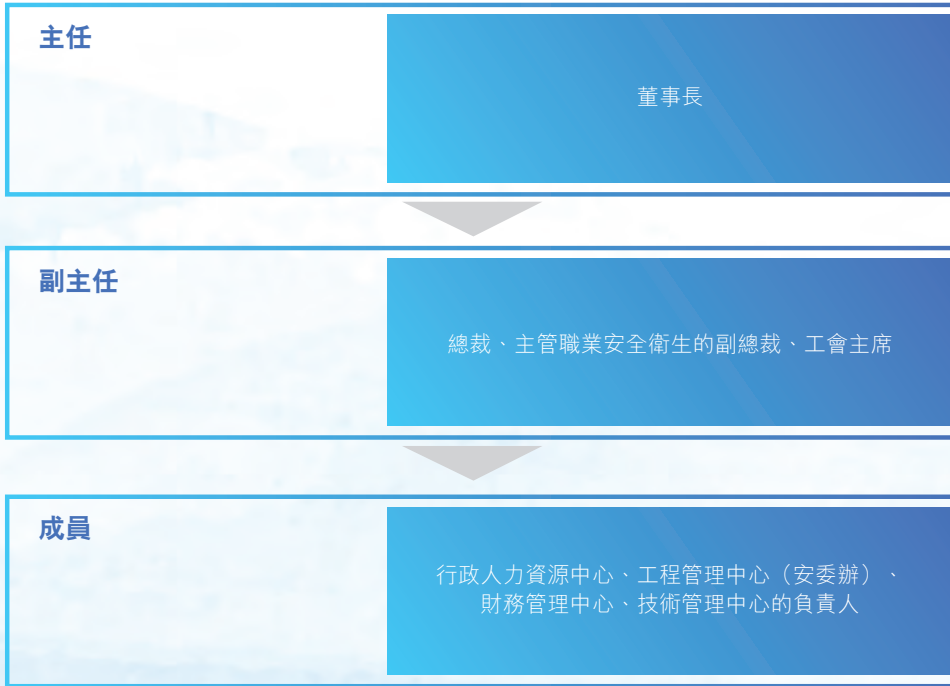 主任
董事長
副主任
總裁、主管職業安全衛生的副總裁、工會主席
成員
行政人力資源中心、工程管理中心（安委辦）、
財務管理中心、技術管理中心的負責人